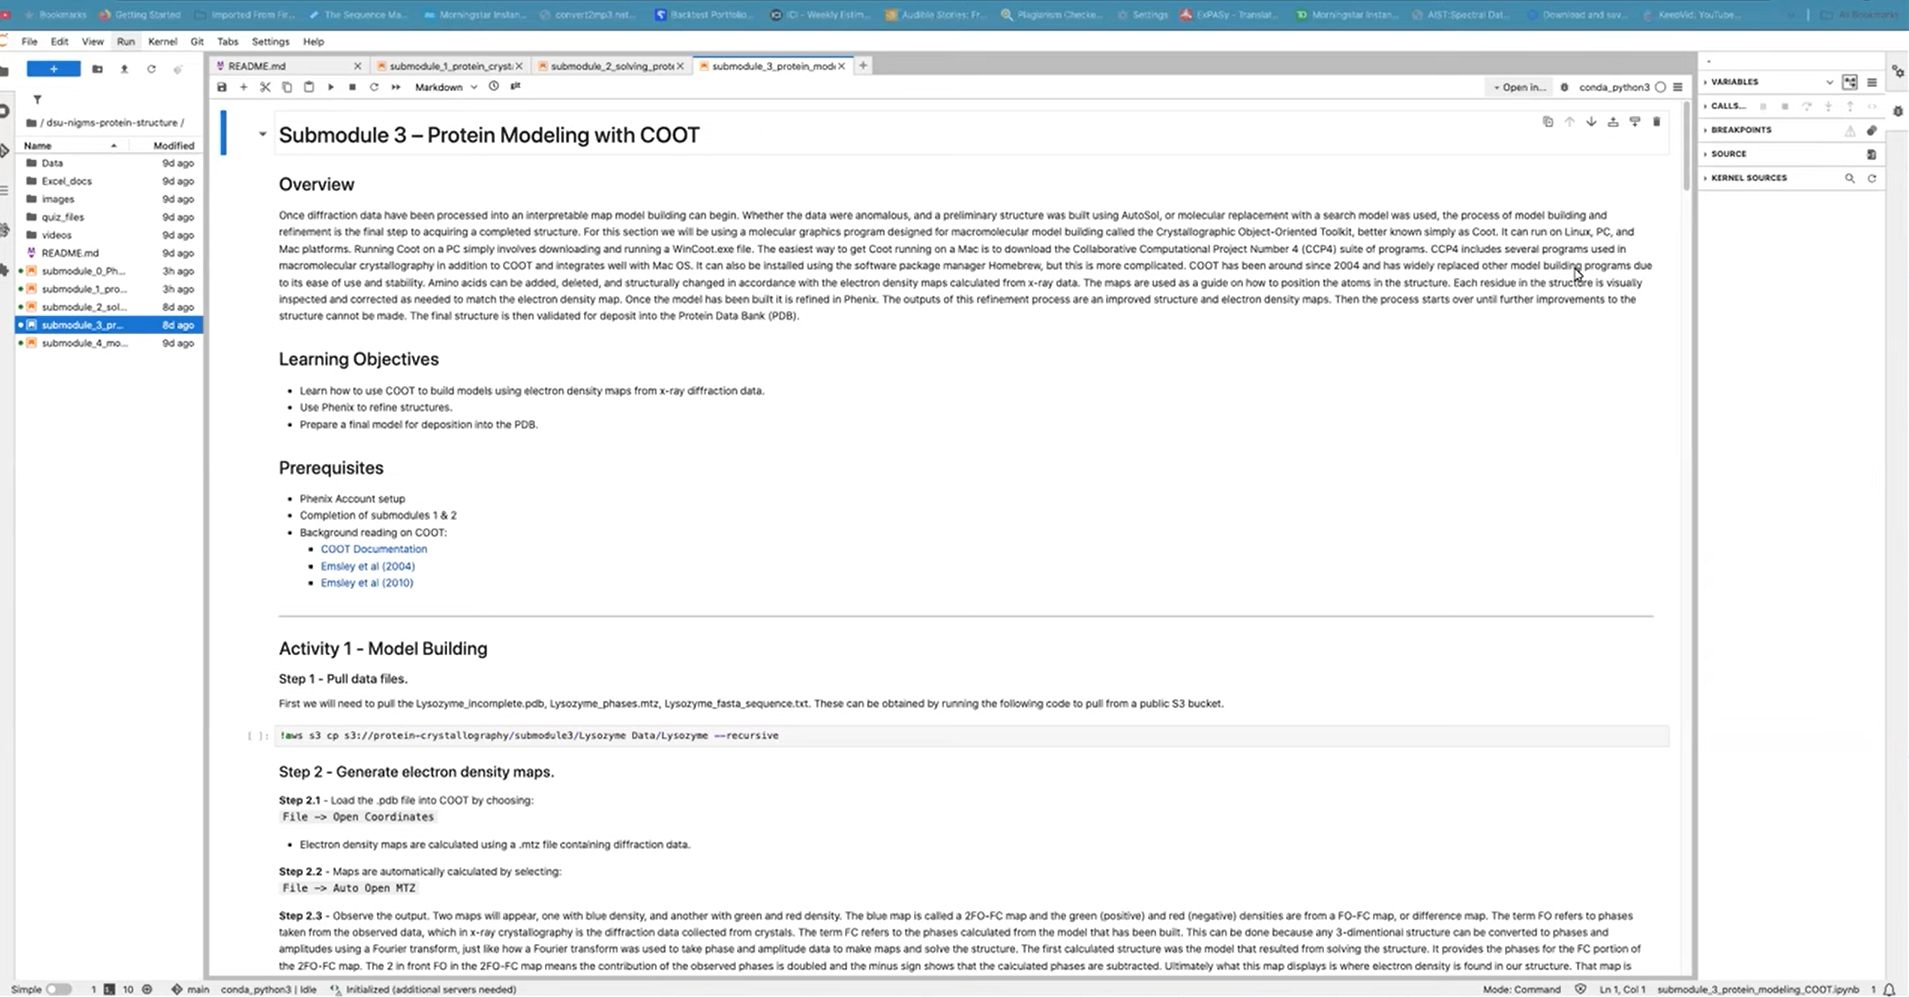 Bookmarks Getting Started Imported From Fir... The Sequence Ma... Morningstar Instan... convert2mp3.net... Backtest Portfolio... ICI - Weekly Estim... Audible Stories: Fr... Plagiarism Checke... Settings ExPASy - Translat... Morningstar Instan... AIST:Spectral Dat... Download and sav... KeepVid: YouTube... All Bookmarks
File Edit View Run Kernel Git Tabs Settings Help
README.md submodule_1_protein_cryst submodule_2_solving_prote submodule_3_protein_mode
Markdown Open in... conda_python3
VARIABLES
CALLS...
BREAKPOINTS
SOURCE
KERNEL SOURCES
/ dsu-nigms-protein-structure /
Name Modified
Data 9d ago
Excel_docs 9d ago
images 9d ago
quiz_files 9d ago
videos 9d ago
README.md 9d ago
submodule_0_Ph... 3h ago
submodule_1_pro... 3h ago
submodule_2_sol... 8d ago
submodule_3_pr... 8d ago
submodule_4_mo... 9d ago
Submodule 3 – Protein Modeling with COOT
Overview
Once diffraction data have been processed into an interpretable map model building can begin. Whether the data were anomalous, and a preliminary structure was built using AutoSol, or molecular replacement with a search model was used, the process of model building and
refinement is the final step to acquiring a completed structure. For this section we will be using a molecular graphics program designed for macromolecular model building called the Crystallographic Object-Oriented Toolkit, better known simply as Coot. It can run on Linux, PC, and
Mac platforms. Running Coot on a PC simply involves downloading and running a WinCoot.exe file. The easiest way to get Coot running on a Mac is to download the Collaborative Computational Project Number 4 (CCP4) suite of programs. CCP4 includes several programs used in
macromolecular crystallography in addition to COOT and integrates well with Mac OS. It can also be installed using the software package manager Homebrew, but this is more complicated. COOT has been around since 2004 and has widely replaced other model building programs due
to its ease of use and stability. Amino acids can be added, deleted, and structurally changed in accordance with the electron density maps calculated from x-ray data. The maps are used as a guide on how to position the atoms in the structure. Each residue in the structure is visually
inspected and corrected as needed to match the electron density map. Once the model has been built it is refined in Phenix. The outputs of this refinement process are an improved structure and electron density maps. Then the process starts over until further improvements to the
structure cannot be made. The final structure is then validated for deposit into the Protein Data Bank (PDB).
Learning Objectives
• Learn how to use COOT to build models using electron density maps from x-ray diffraction data.
• Use Phenix to refine structures.
• Prepare a final model for deposition into the PDB.
Prerequisites
• Phenix Account setup
• Completion of submodules 1 & 2
• Background reading on COOT:
▪ COOT Documentation
▪ Emsley et al (2004)
▪ Emsley et al (2010)
Activity 1 - Model Building
Step 1 - Pull data files.
First we will need to pull the Lysozyme_incomplete.pdb, Lysozyme_phases.mtz, Lysozyme_fasta_sequence.txt. These can be obtained by running the following code to pull from a public S3 bucket.
[ ]: !aws s3 cp s3://protein-crystallography/submodule3/Lysozyme Data/Lysozyme --recursive
Step 2 - Generate electron density maps.
Step 2.1 - Load the .pdb file into COOT by choosing:
File -> Open Coordinates
• Electron density maps are calculated using a .mtz file containing diffraction data.
Step 2.2 - Maps are automatically calculated by selecting:
File -> Auto Open MTZ
Step 2.3 - Observe the output. Two maps will appear, one with blue density, and another with green and red density. The blue map is called a 2FO-FC map and the green (positive) and red (negative) densities are from a FO-FC map, or difference map. The term FO refers to phases
taken from the observed data, which in x-ray crystallography is the diffraction data collected from crystals. The term FC refers to the phases calculated from the model that has been built. This can be done because any 3-dimentional structure can be converted to phases and
amplitudes using a Fourier transform, just like how a Fourier transform was used to take phase and amplitude data to make maps and solve the structure. The first calculated structure was the model that resulted from solving the structure. It provides the phases for the FC portion of
the 2FO-FC map. The 2 in front FO in the 2FO-FC map means the contribution of the observed phases is doubled and the minus sign shows that the calculated phases are subtracted. Ultimately what this map displays is where electron density is found in our structure. That map is
Simple 1 10 main conda_python3 | Idle Initialized (additional servers needed) Mode: Command Ln 1, Col 1 submodule_3_protein_modeling_COOT.ipynb 1